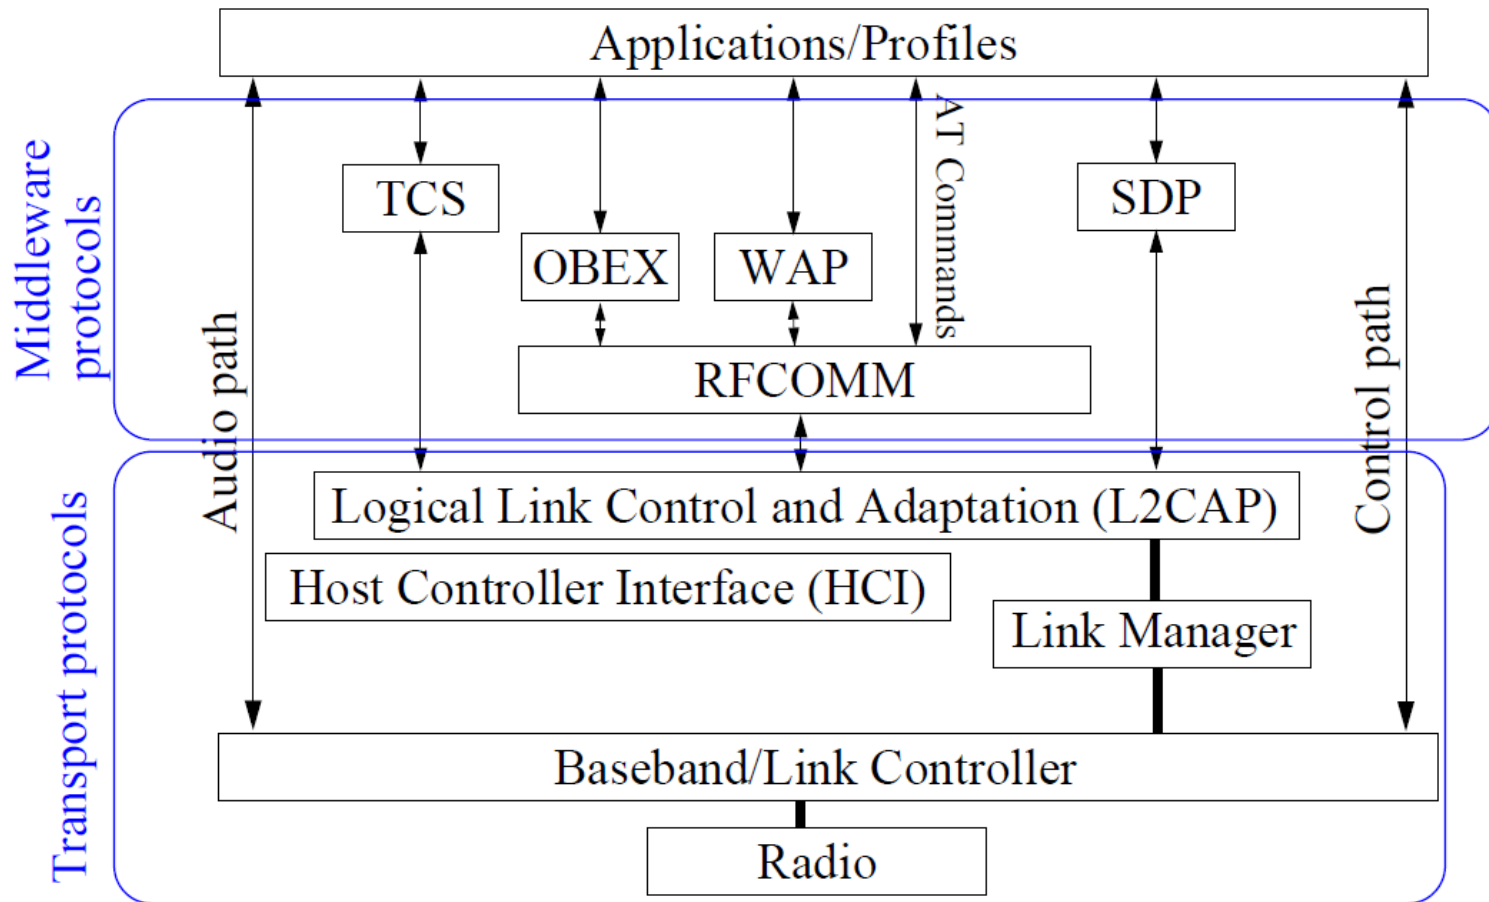 Applications/Profiles
AT Commands
Middleware
protocols
TCS
SDP
OBEX
WAP
RFCOMM
Audio path
Control path
Transport protocols
Logical Link Control and Adaptation (L2CAP)
Host Controller Interface (HCI)
Link Manager
Baseband/Link Controller
Radio